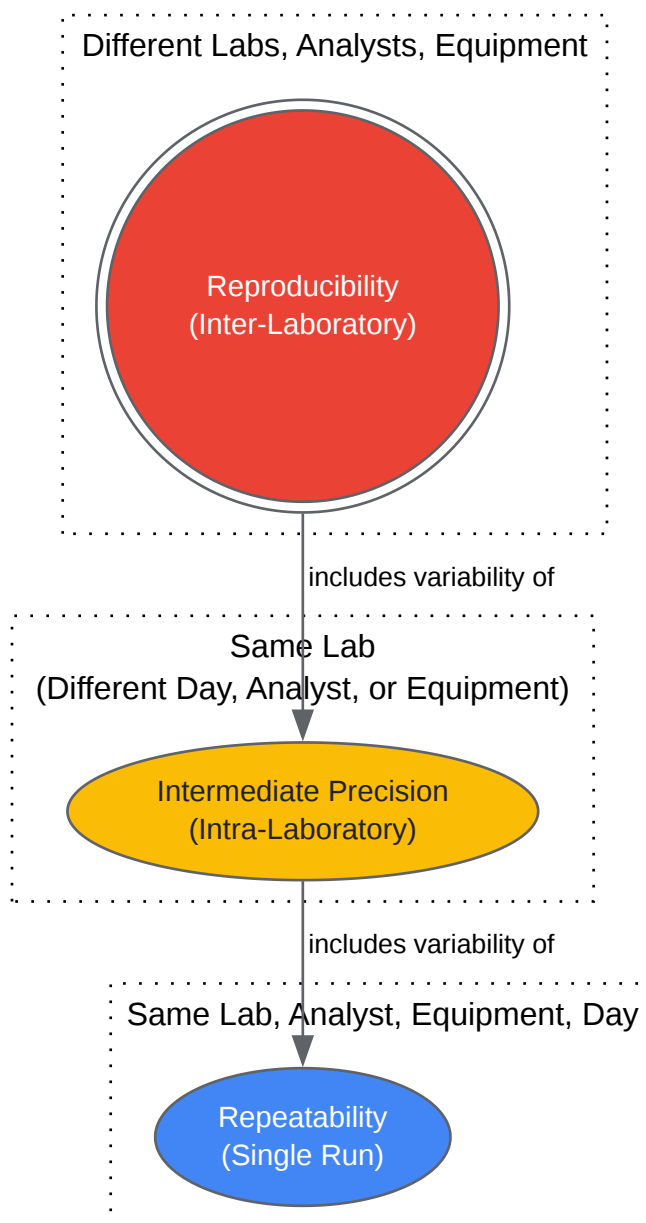 Different Labs, Analysts, Equipment
Reproducibility
(Inter-Laboratory)
includes variability of
Same Lab
(Different Day, Analyst, or Equipment)
Intermediate Precision
(Intra-Laboratory)
includes variability of
Same Lab, Analyst, Equipment, Day
Repeatability
(Single Run)